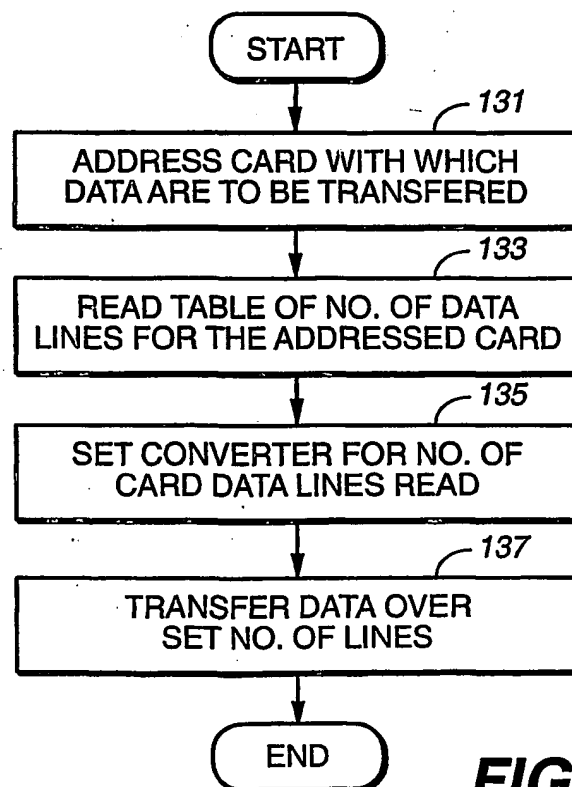 START
131
ADDRESS CARD WITH WHICH
DATA ARE TO BE TRANSFERED
133
READ TABLE OF NO. OF DATA
LINES FOR THE ADDRESSED CARD
135
SET CONVERTER FOR NO. OF
CARD DATA LINES READ
137
TRANSFER DATA OVER
SET NO. OF LINES
END
FIG